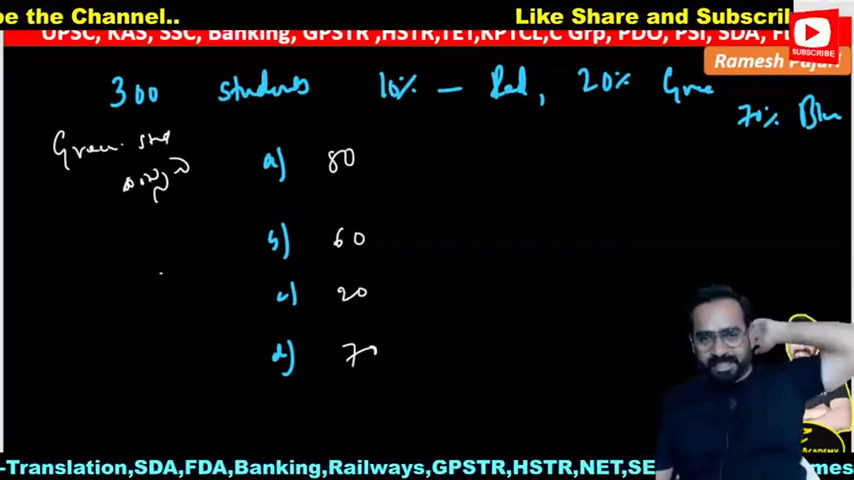 be the Channel.. Like Share and Subscri
UPSC, KAS, SSC, Banking, GPSTR ,HSTR,TET,KPTCL,C Grp, PDO, PSI, SDA, F
SUBSCRIBE
Ramesh Pujari
300 students 10% — Red, 20% Gree
70% Blu
Green
a) 80
b) 60
c) 20
d) 70
-Translation,SDA,FDA,Banking,Railways,GPSTR,HSTR,NET,SE mes